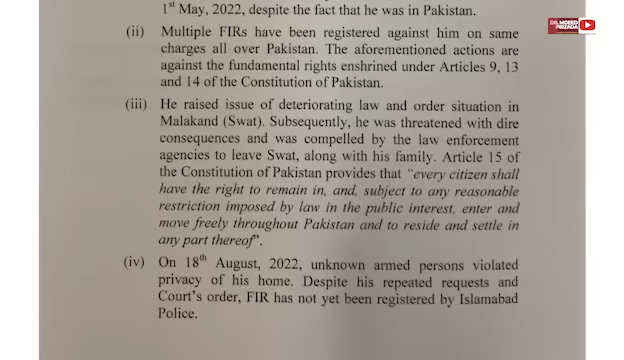 1st May, 2022, despite the fact that he was in Pakistan.
(ii) Multiple FIRs have been registered against him on same
charges all over Pakistan. The aforementioned actions are
against the fundamental rights enshrined under Articles 9, 13
and 14 of the Constitution of Pakistan.
(iii) He raised issue of deteriorating law and order situation in
Malakand (Swat). Subsequently, he was threatened with dire
consequences and was compelled by the law enforcement
agencies to leave Swat, along with his family. Article 15 of
the Constitution of Pakistan provides that "every citizen shall
have the right to remain in, and, subject to any reasonable
restriction imposed by law in the public interest, enter and
move freely throughout Pakistan and to reside and settle in
any part thereof".
(iv) On 18th August, 2022, unknown armed persons violated
privacy of his home. Despite his repeated requests and
Court's order, FIR has not yet been registered by Islamabad
Police.
DR. MOEED
PIRZADA